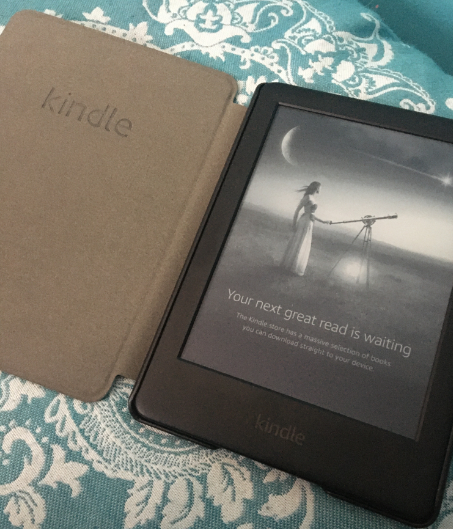 kindle
Your next great read is waiting
The Kindle store has a massive selection of books
you can download straight to your device.
kindle